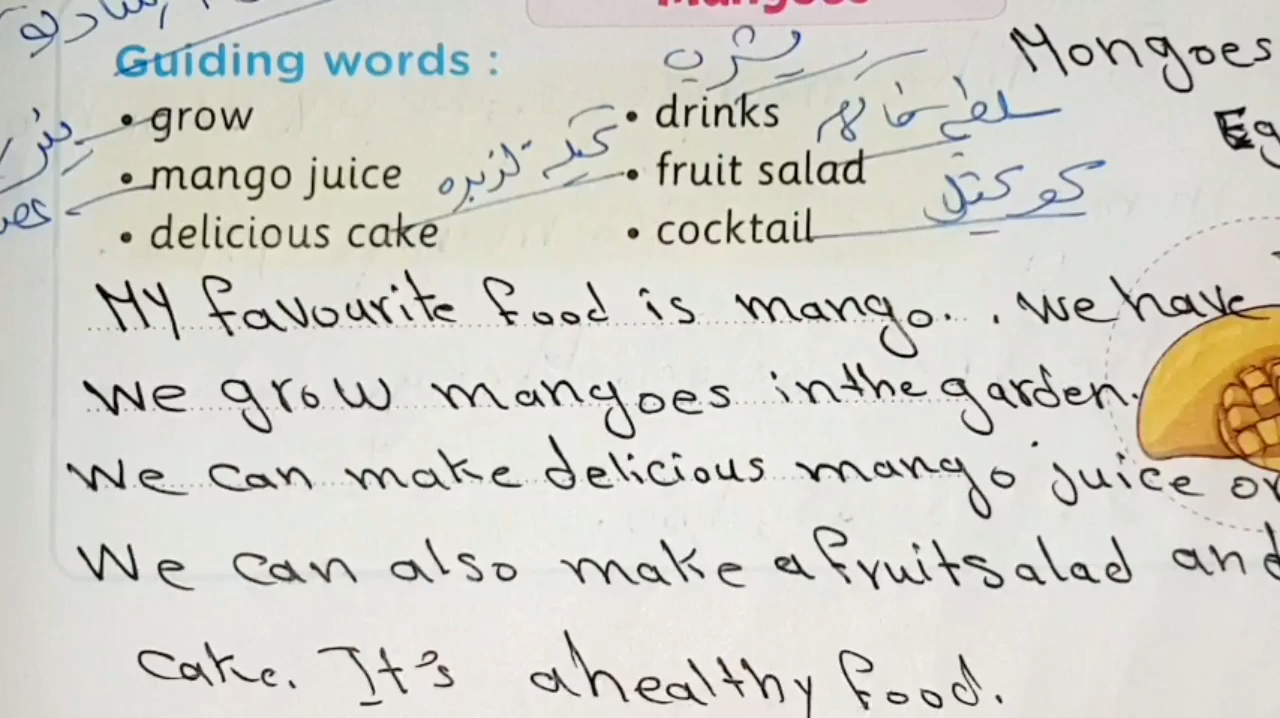 Mangoes
Guiding words :
يشرب
Mongoes
• grow
• drinks
• mango juice
• fruit salad
كوكتيل
• delicious cake
• cocktail
MY favourite food is mango. . We have
We grow mangoes in the garden.
We can make delicious mango juice or
We can also make a fruit salad and
cake. It's a healthy food.